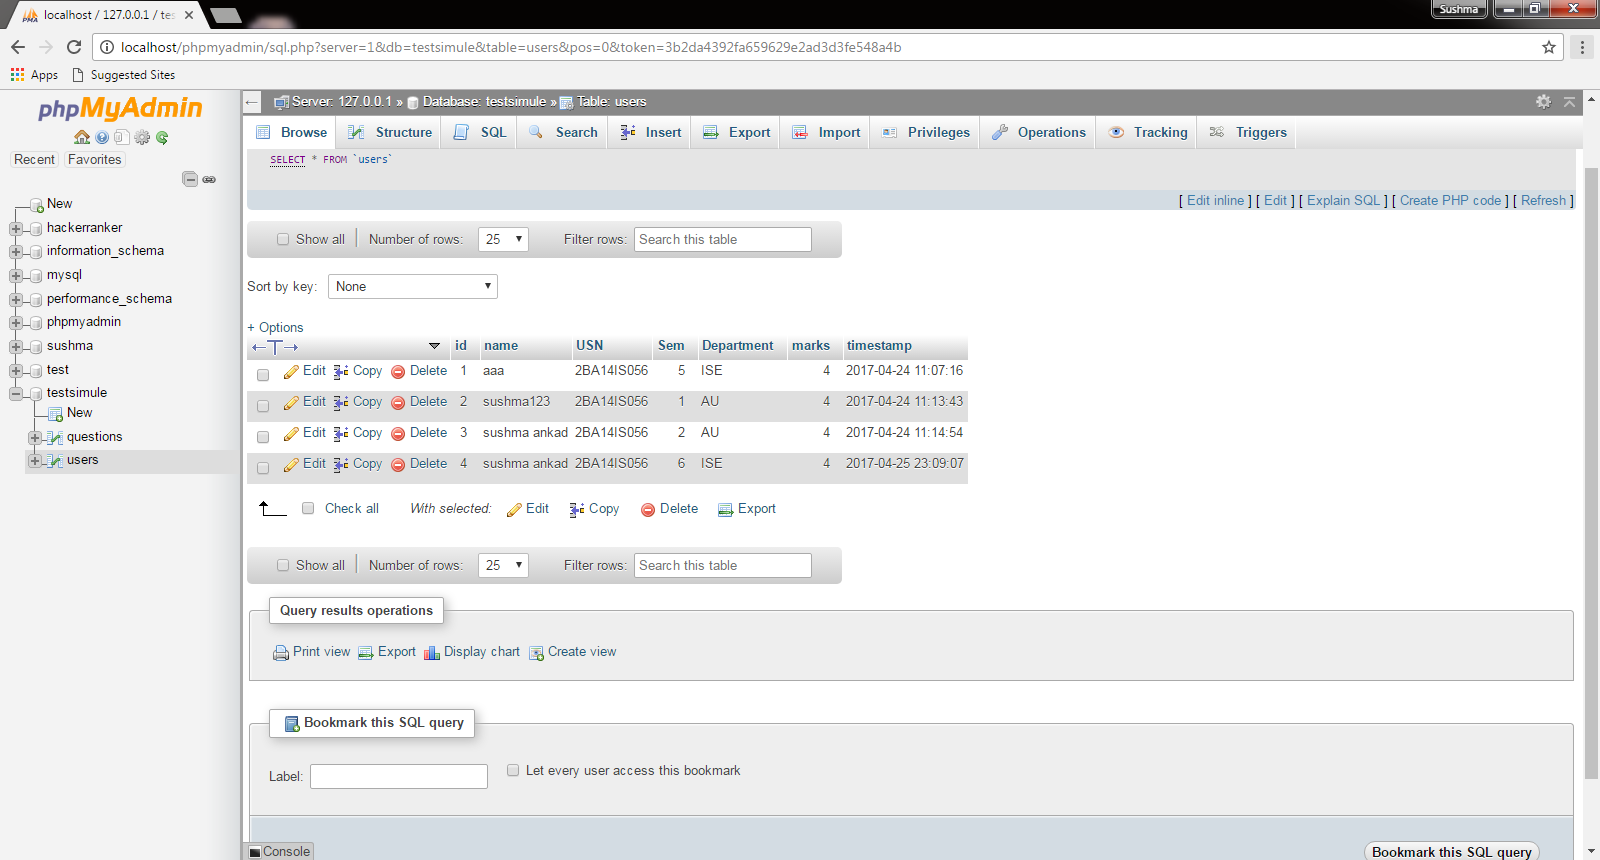 localhost / 127.0.0.1 / tes
Sushma
localhost/phpmyadmin/sql.php?server=1&db=testsimule&table=users&pos=0&token=3b2da4392fa659629e2ad3d3fe548a4b
Apps Suggested Sites
phpMyAdmin
Recent Favorites
New
hackerranker
information_schema
mysql
performance_schema
phpmyadmin
sushma
test
testsimule
New
questions
users
Server: 127.0.0.1 » Database: testsimule » Table: users
Browse Structure SQL Search Insert Export Import Privileges Operations Tracking Triggers
SELECT * FROM `users`
[ Edit inline ] [ Edit ] [ Explain SQL ] [ Create PHP code ] [ Refresh ]
Show all Number of rows: 25 Filter rows: Search this table
Sort by key: None
+ Options
id name USN Sem Department marks timestamp
Edit Copy Delete 1 aaa 2BA14IS056 5 ISE 4 2017-04-24 11:07:16
Edit Copy Delete 2 sushma123 2BA14IS056 1 AU 4 2017-04-24 11:13:43
Edit Copy Delete 3 sushma ankad 2BA14IS056 2 AU 4 2017-04-24 11:14:54
Edit Copy Delete 4 sushma ankad 2BA14IS056 6 ISE 4 2017-04-25 23:09:07
Check all With selected: Edit Copy Delete Export
Show all Number of rows: 25 Filter rows: Search this table
Query results operations
Print view Export Display chart Create view
Bookmark this SQL query
Label: Let every user access this bookmark
Console
Bookmark this SQL query